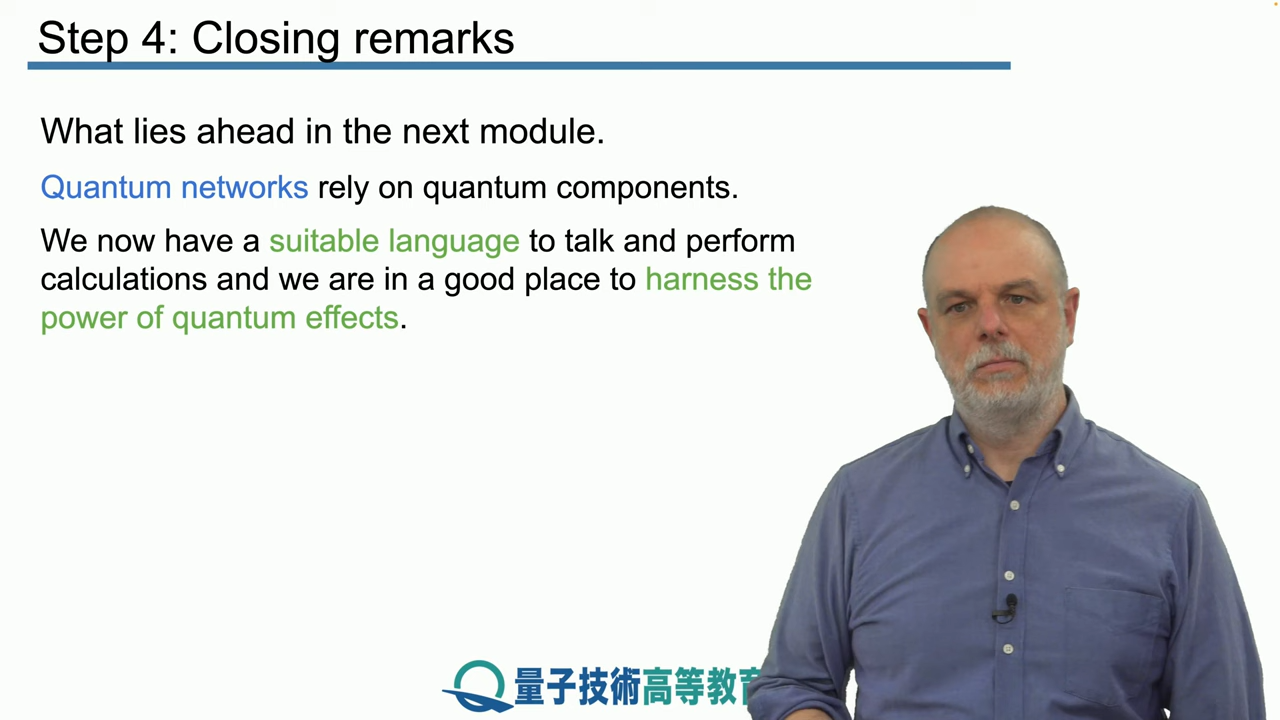 Step 4: Closing remarks
What lies ahead in the next module.
Quantum networks rely on quantum components.
We now have a suitable language to talk and perform
calculations and we are in a good place to harness the
power of quantum effects.
量子技術高等教育